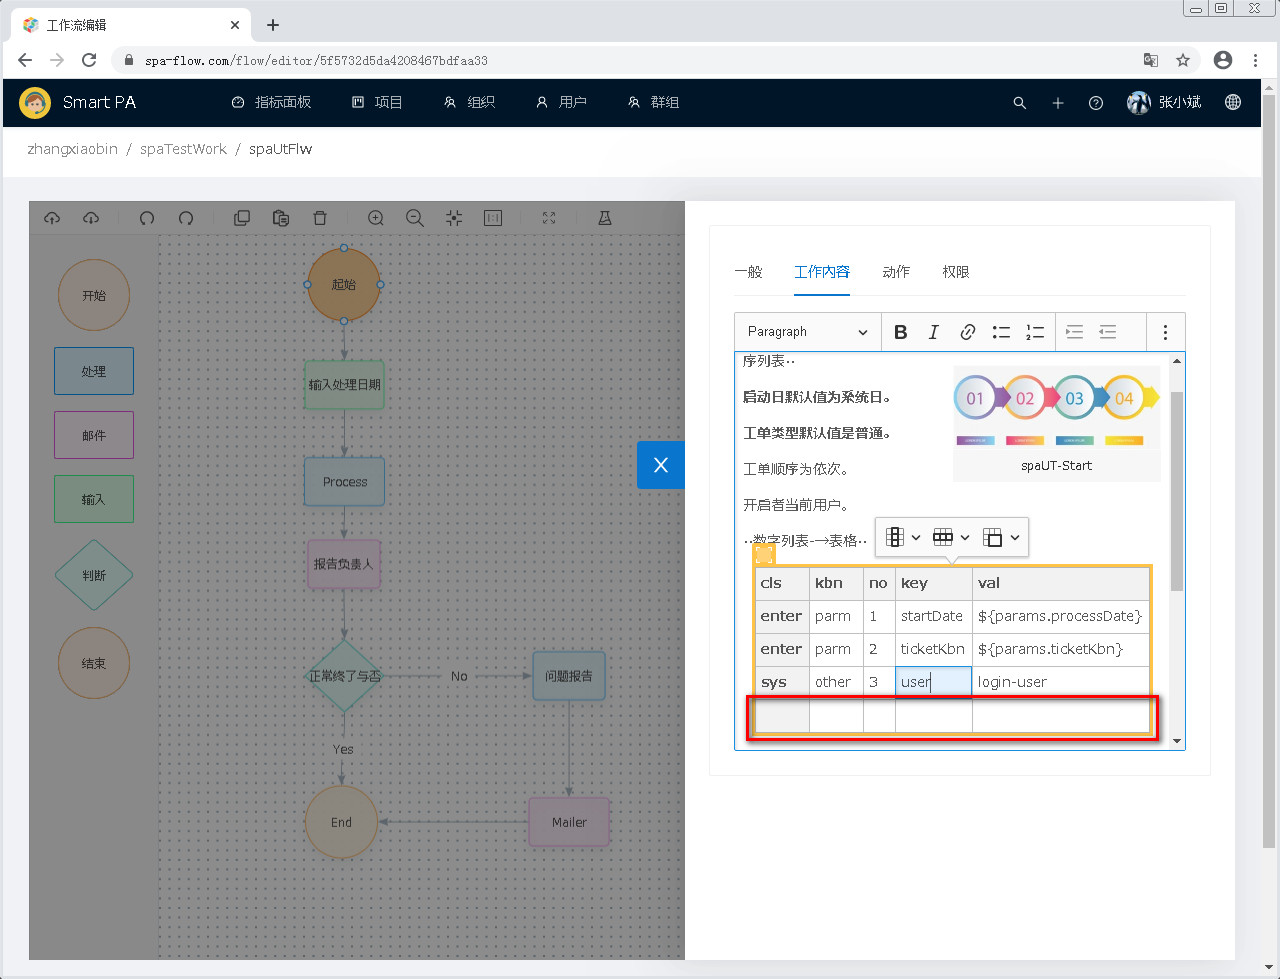 工作流编辑
spa-flow.com/flow/editor/5f5732d5da4208467bdfaa33
Smart PA
指标面板
项目
组织
用户
群组
张小斌
zhangxiaobin / spaTestWork / spaUtFlw
开始
处理
邮件
输入
判断
结束
起始
输入处理日期
Process
报告负责人
正常终了与否
No
问题报告
Yes
End
Mailer
X
一般
工作内容
动作
权限
Paragraph
B I
序列表··
启动日默认值为系统日。
工单类型默认值是普通。
工单顺序为依次。
开启者当前用户。
01 02 03 04
spaUT-Start
··数字列表-→表格··
cls kbn no key val
enter parm 1 startDate ${params.processDate}
enter parm 2 ticketKbn ${params.ticketKbn}
sys other 3 user login-user